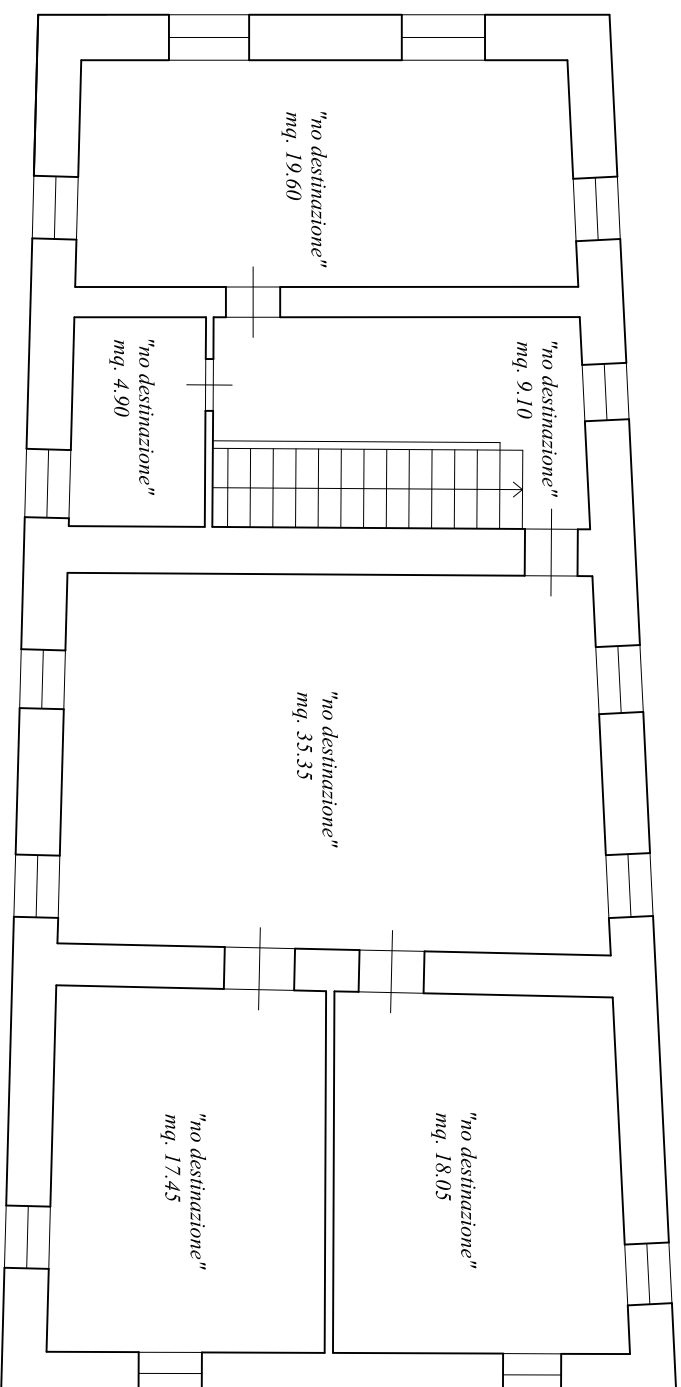 "no destinazione"
mq. 19.60
"no destinazione"
mq. 4.90
"no destinazione"
mq. 9.10
"no destinazione"
mq. 35.35
"no destinazione"
mq. 17.45
"no destinazione"
mq. 18.05